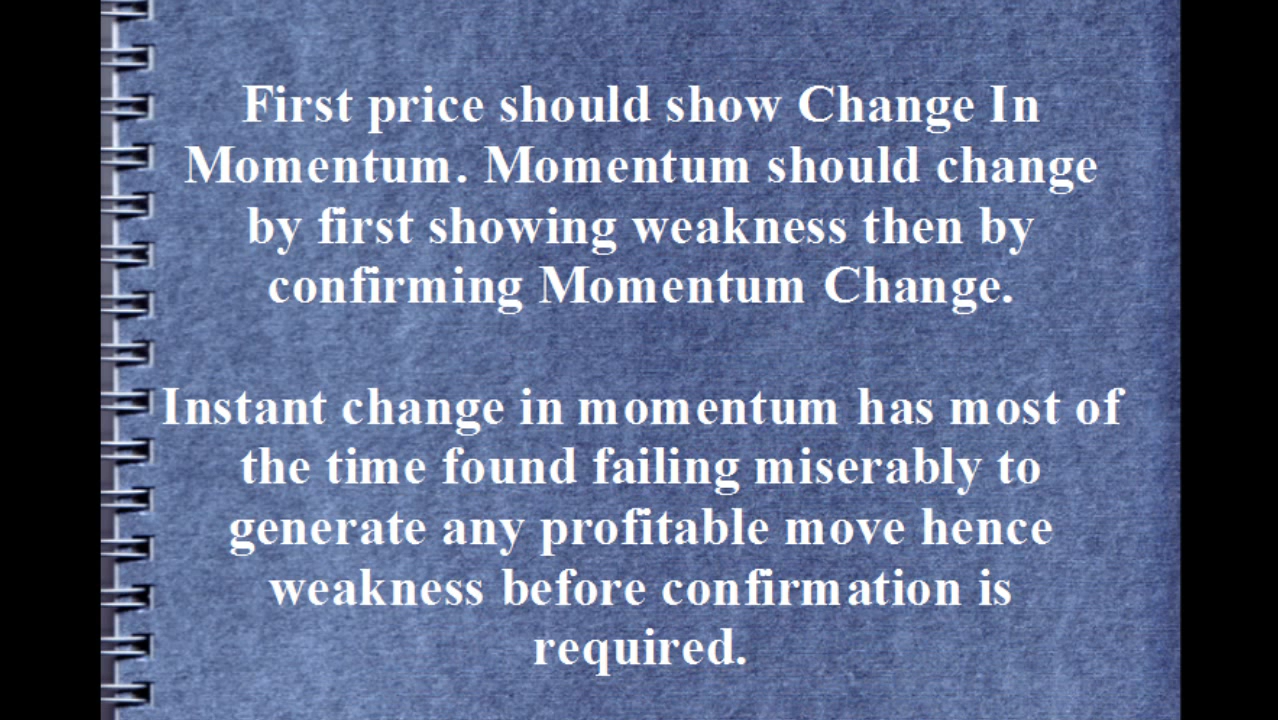 First price should show Change In
Momentum. Momentum should change
by first showing weakness then by
confirming Momentum Change.
Instant change in momentum has most of
the time found failing miserably to
generate any profitable move hence
weakness before confirmation is
required.